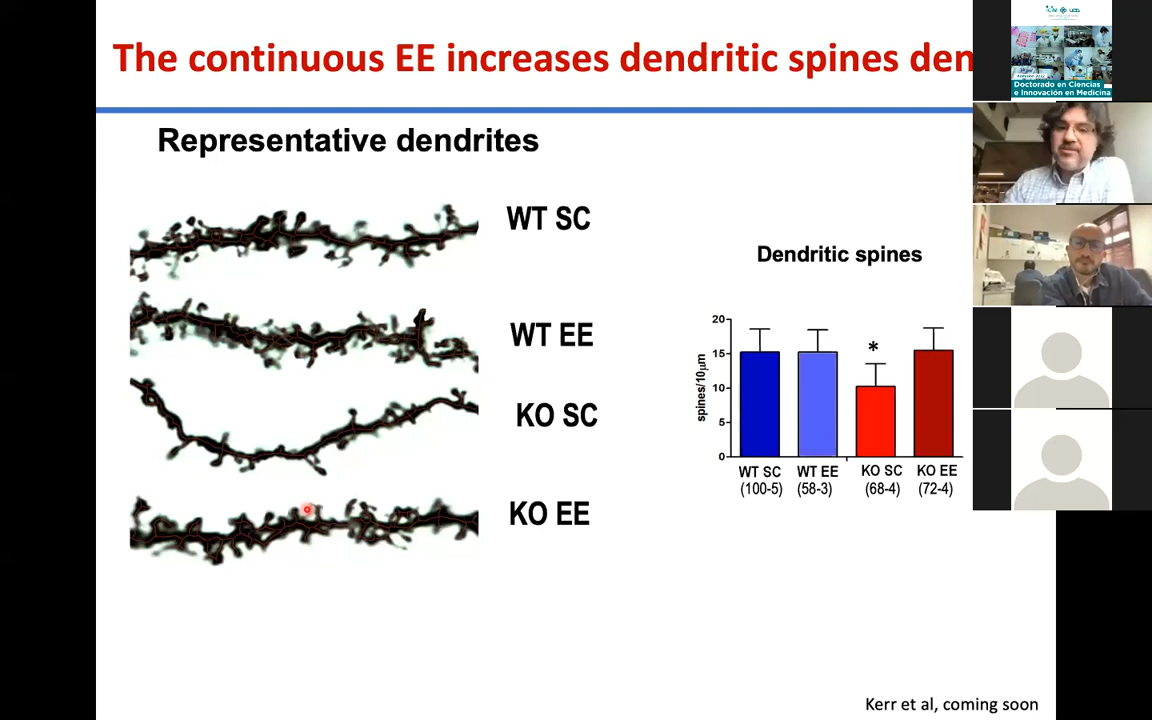 The continuous EE increases dendritic spines den
Representative dendrites
WT SC
WT EE
KO SC
KO EE
Dendritic spines
20
15
10
5
0
spines/10μm
*
WT SC
WT EE
KO SC
KO EE
(100-5)
(58-3)
(68-4)
(72-4)
Kerr et al, coming soon
Doctorado en Ciencias
e Innovación en Medicina